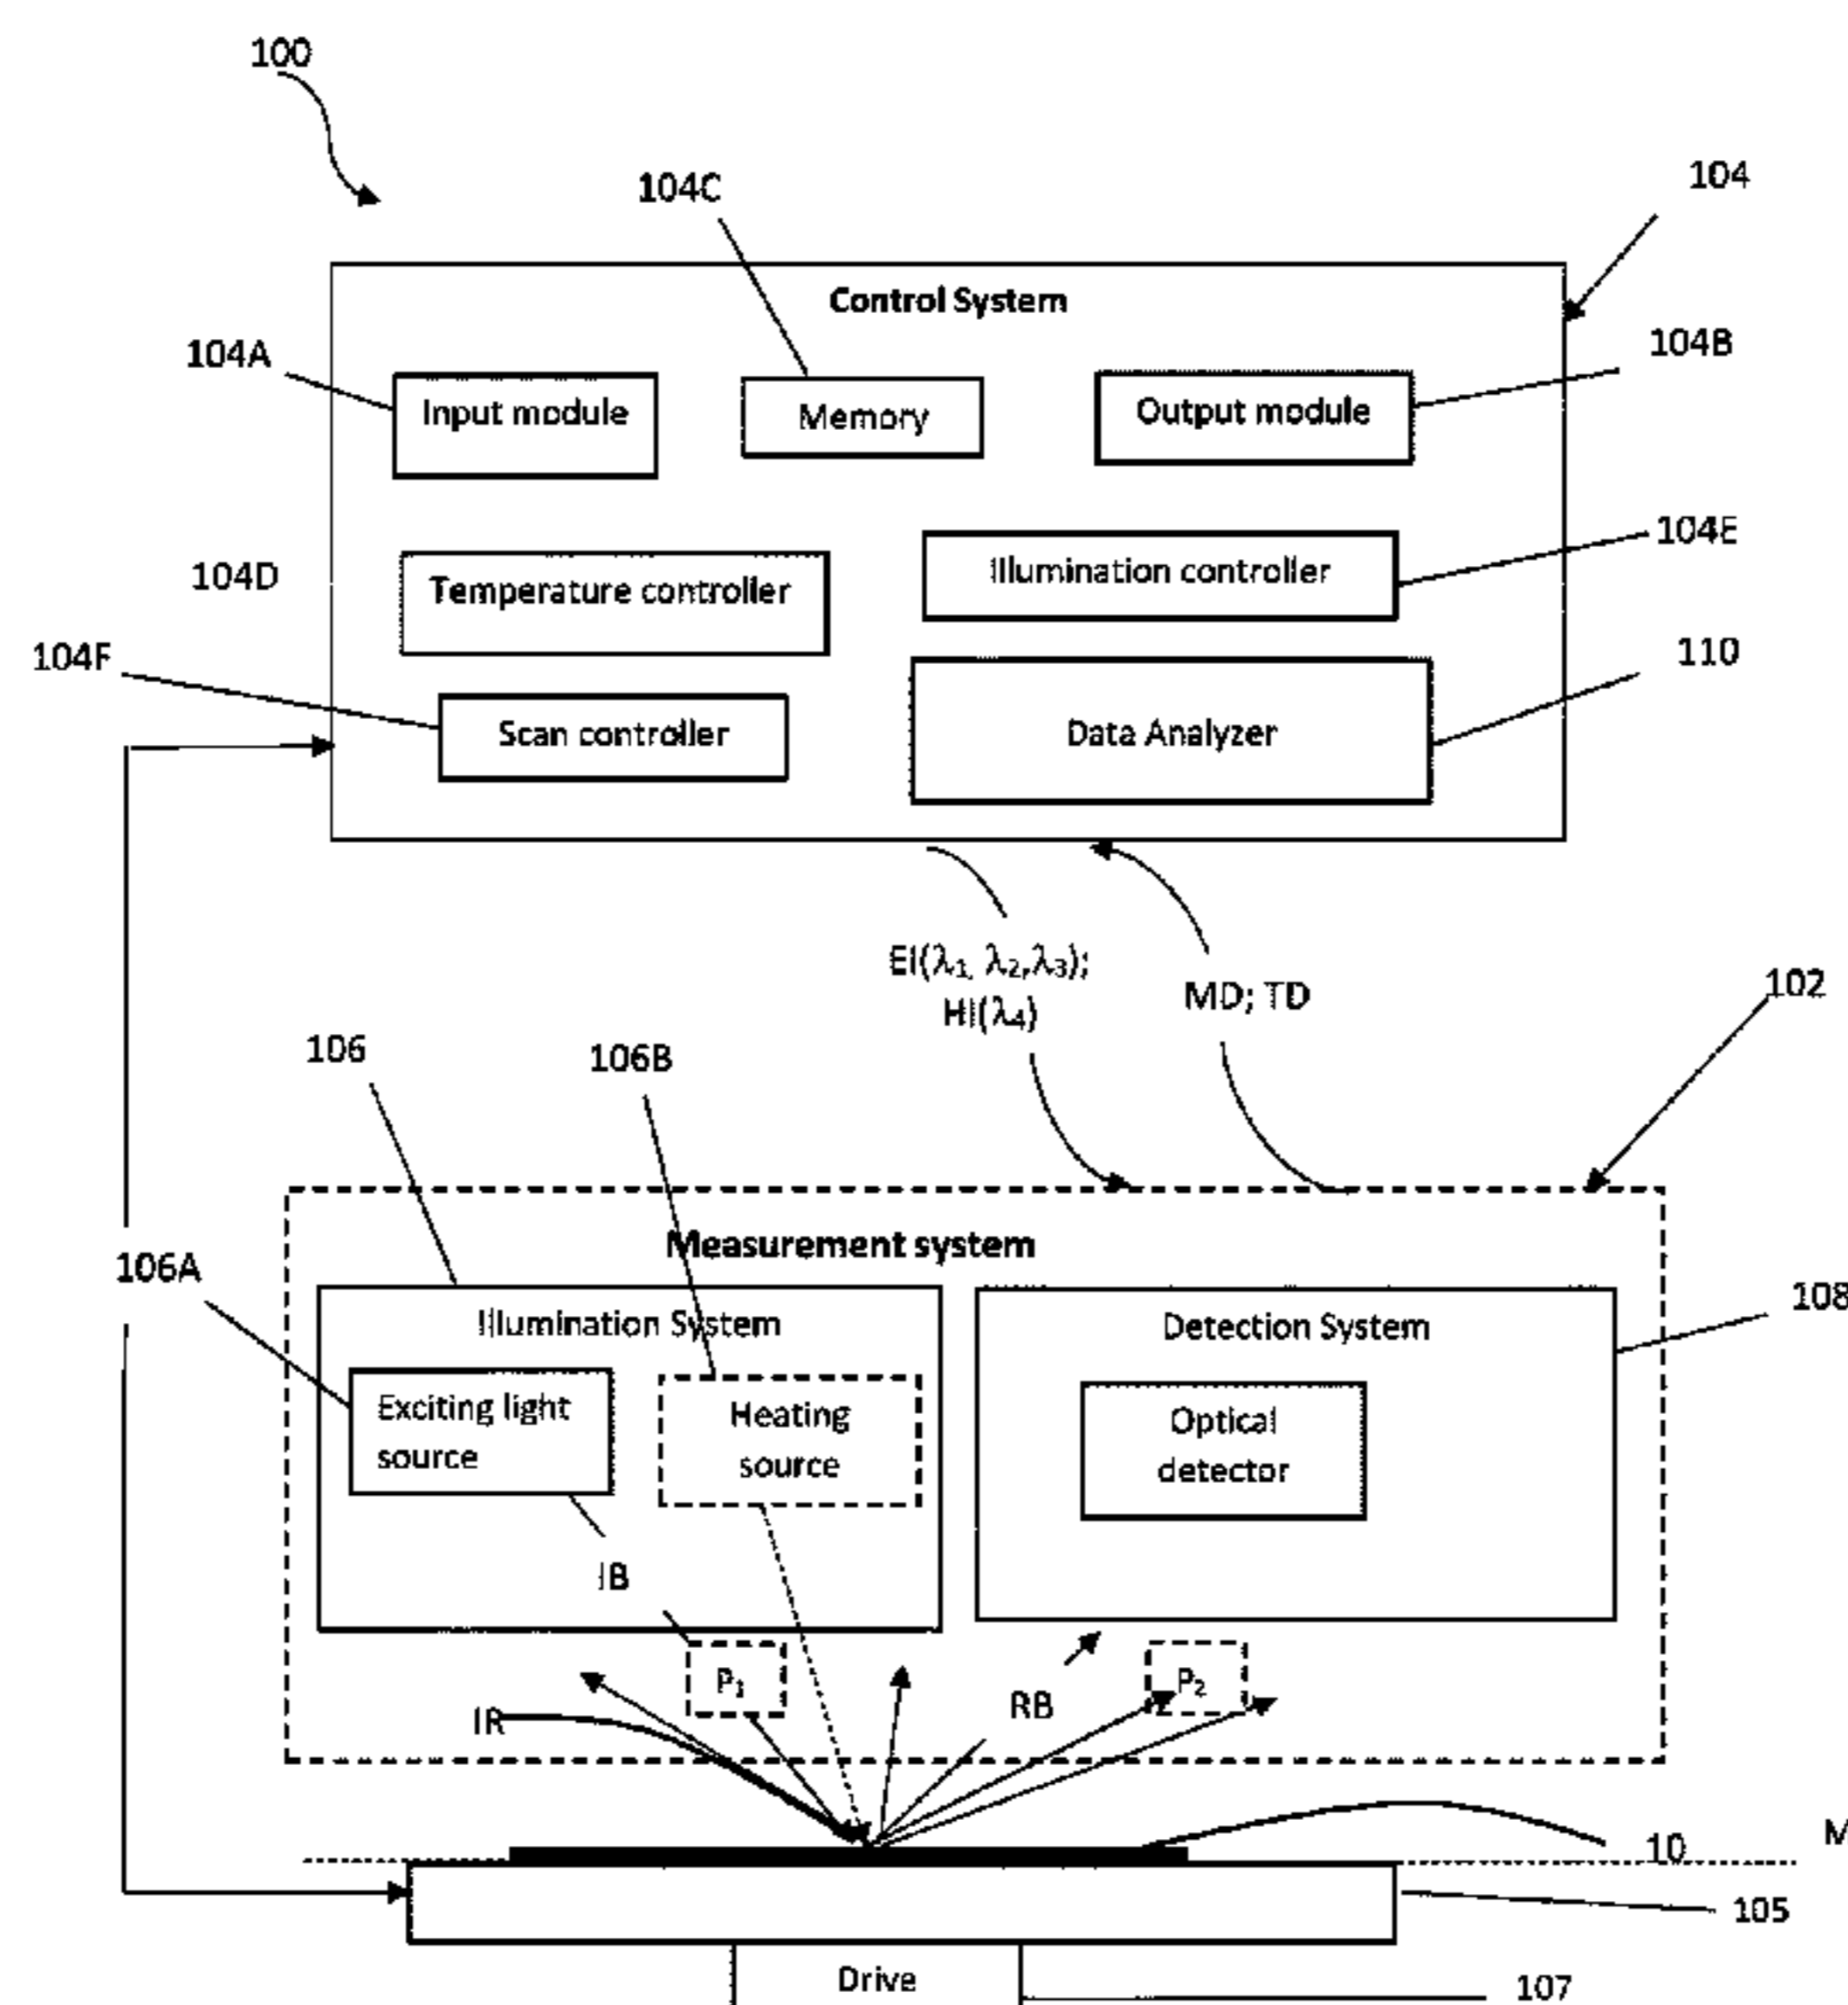 100
104
104C
Control System
104A
104B
Input module
Memory
Output module
104E
104D
Temperature controller
Illumination controller
104F
110
Scan controller
Data Analyzer
EI(λ₁, λ₂,λ₃);
HI(λ₄)
MD; TD
102
106
106B
Measurement system
106A
108
Illumination System
Detection System
Exciting light
source
Heating
source
Optical
detector
IB
P₁
P₂
IR
RB
M
10
105
Drive
107